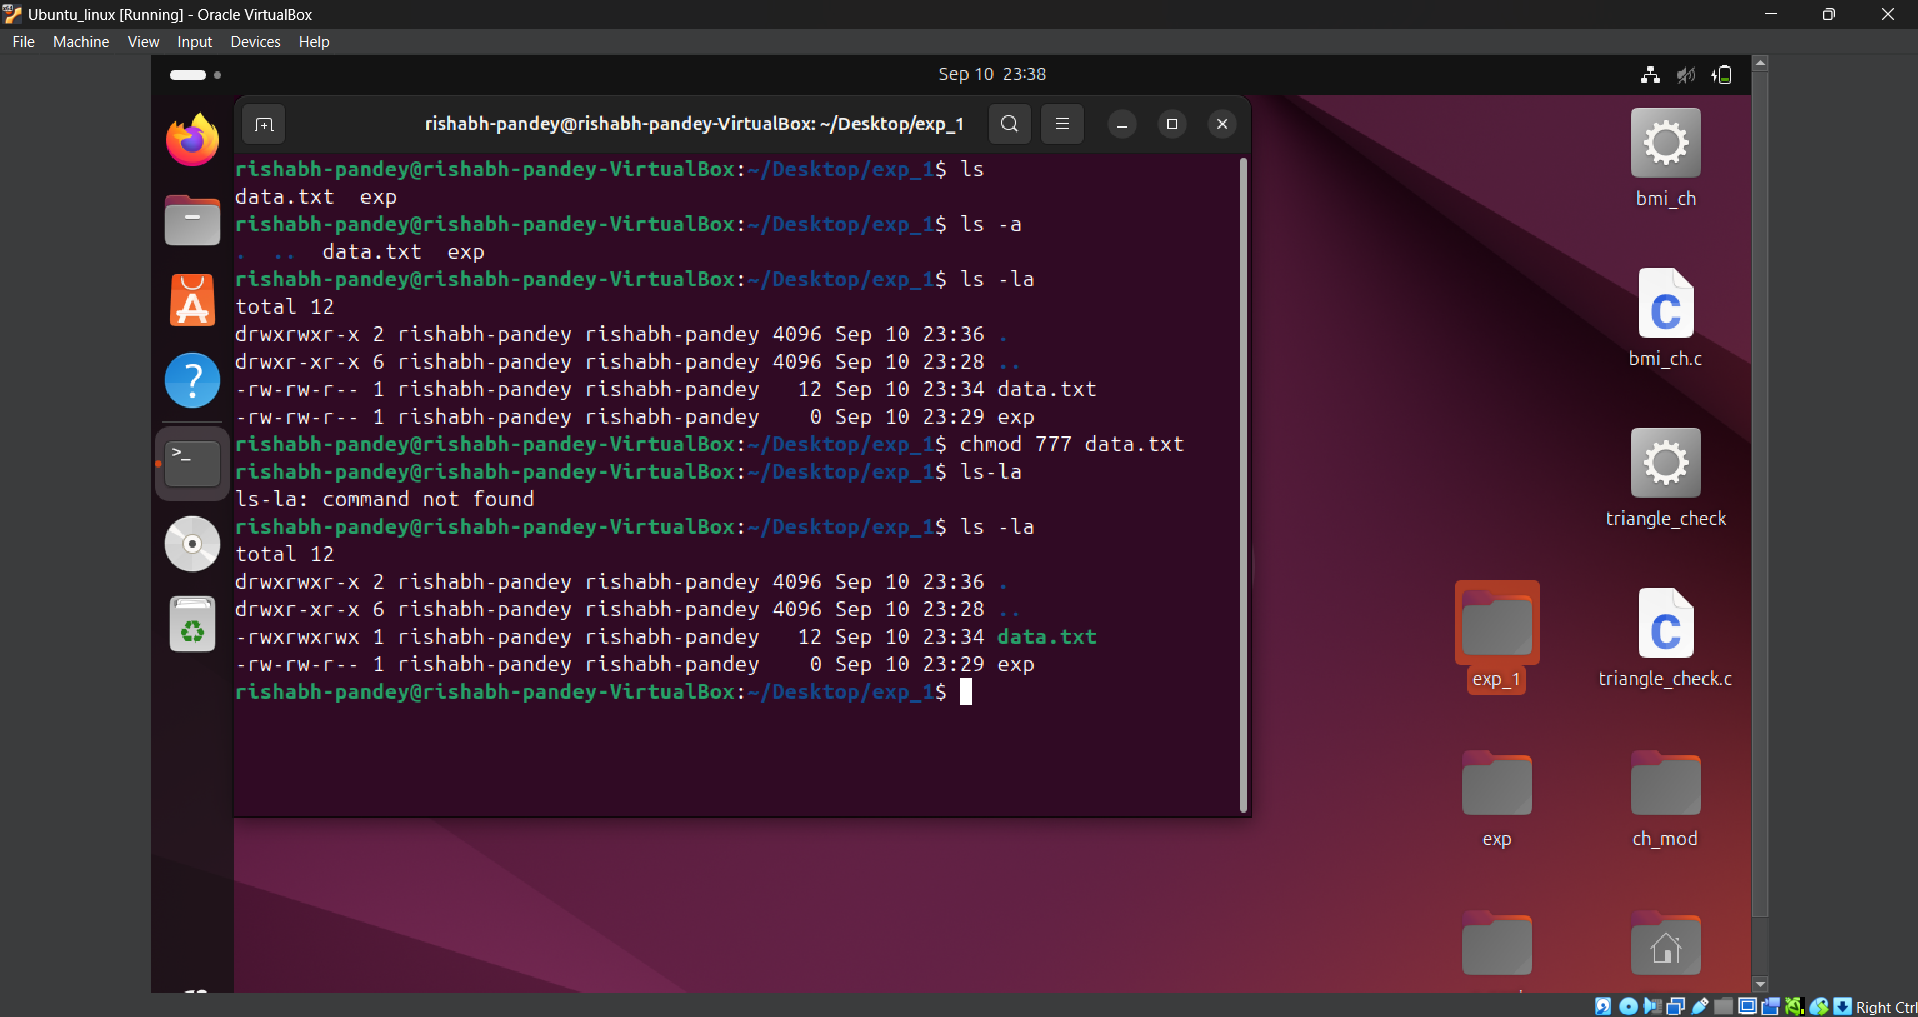 Ubuntu_linux [Running] - Oracle VirtualBox
File Machine View Input Devices Help
Sep 10 23:38
rishabh-pandey@rishabh-pandey-VirtualBox: ~/Desktop/exp_1
rishabh-pandey@rishabh-pandey-VirtualBox:~/Desktop/exp_1$ ls
data.txt  exp
rishabh-pandey@rishabh-pandey-VirtualBox:~/Desktop/exp_1$ ls -a
.  ..  data.txt  exp
rishabh-pandey@rishabh-pandey-VirtualBox:~/Desktop/exp_1$ ls -la
total 12
drwxrwxr-x 2 rishabh-pandey rishabh-pandey 4096 Sep 10 23:36 .
drwxr-xr-x 6 rishabh-pandey rishabh-pandey 4096 Sep 10 23:28 ..
-rw-rw-r-- 1 rishabh-pandey rishabh-pandey   12 Sep 10 23:34 data.txt
-rw-rw-r-- 1 rishabh-pandey rishabh-pandey    0 Sep 10 23:29 exp
rishabh-pandey@rishabh-pandey-VirtualBox:~/Desktop/exp_1$ chmod 777 data.txt
rishabh-pandey@rishabh-pandey-VirtualBox:~/Desktop/exp_1$ ls-la
ls-la: command not found
rishabh-pandey@rishabh-pandey-VirtualBox:~/Desktop/exp_1$ ls -la
total 12
drwxrwxr-x 2 rishabh-pandey rishabh-pandey 4096 Sep 10 23:36 .
drwxr-xr-x 6 rishabh-pandey rishabh-pandey 4096 Sep 10 23:28 ..
-rwxrwxrwx 1 rishabh-pandey rishabh-pandey   12 Sep 10 23:34 data.txt
-rw-rw-r-- 1 rishabh-pandey rishabh-pandey    0 Sep 10 23:29 exp
rishabh-pandey@rishabh-pandey-VirtualBox:~/Desktop/exp_1$
bmi_ch
bmi_ch.c
triangle_check
exp_1
triangle_check.c
exp
ch_mod
Right Ctrl